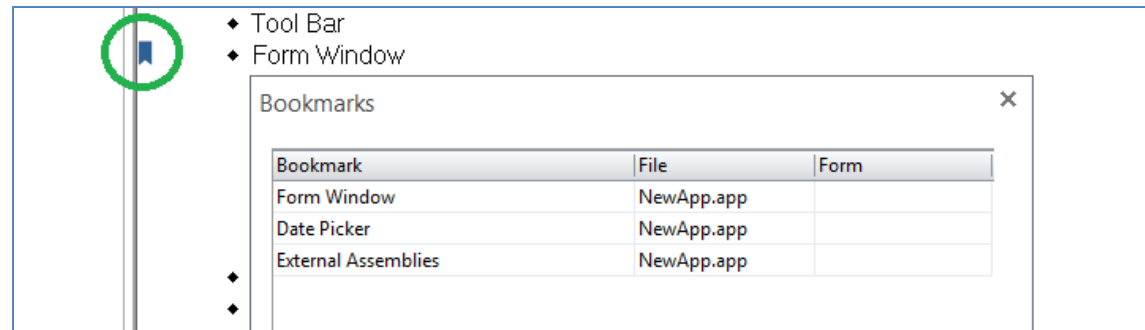 Tool Bar
Form Window
Bookmarks
Bookmark File Form
Form Window NewApp.app
Date Picker NewApp.app
External Assemblies NewApp.app